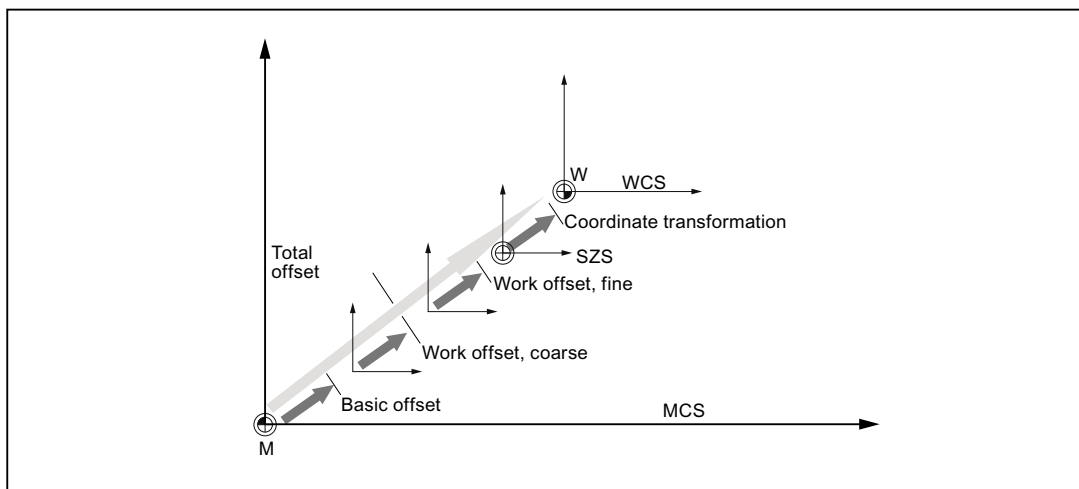 W
WCS
Coordinate transformation
Total
offset
SZS
Work offset, fine
Work offset, coarse
Basic offset
MCS
M